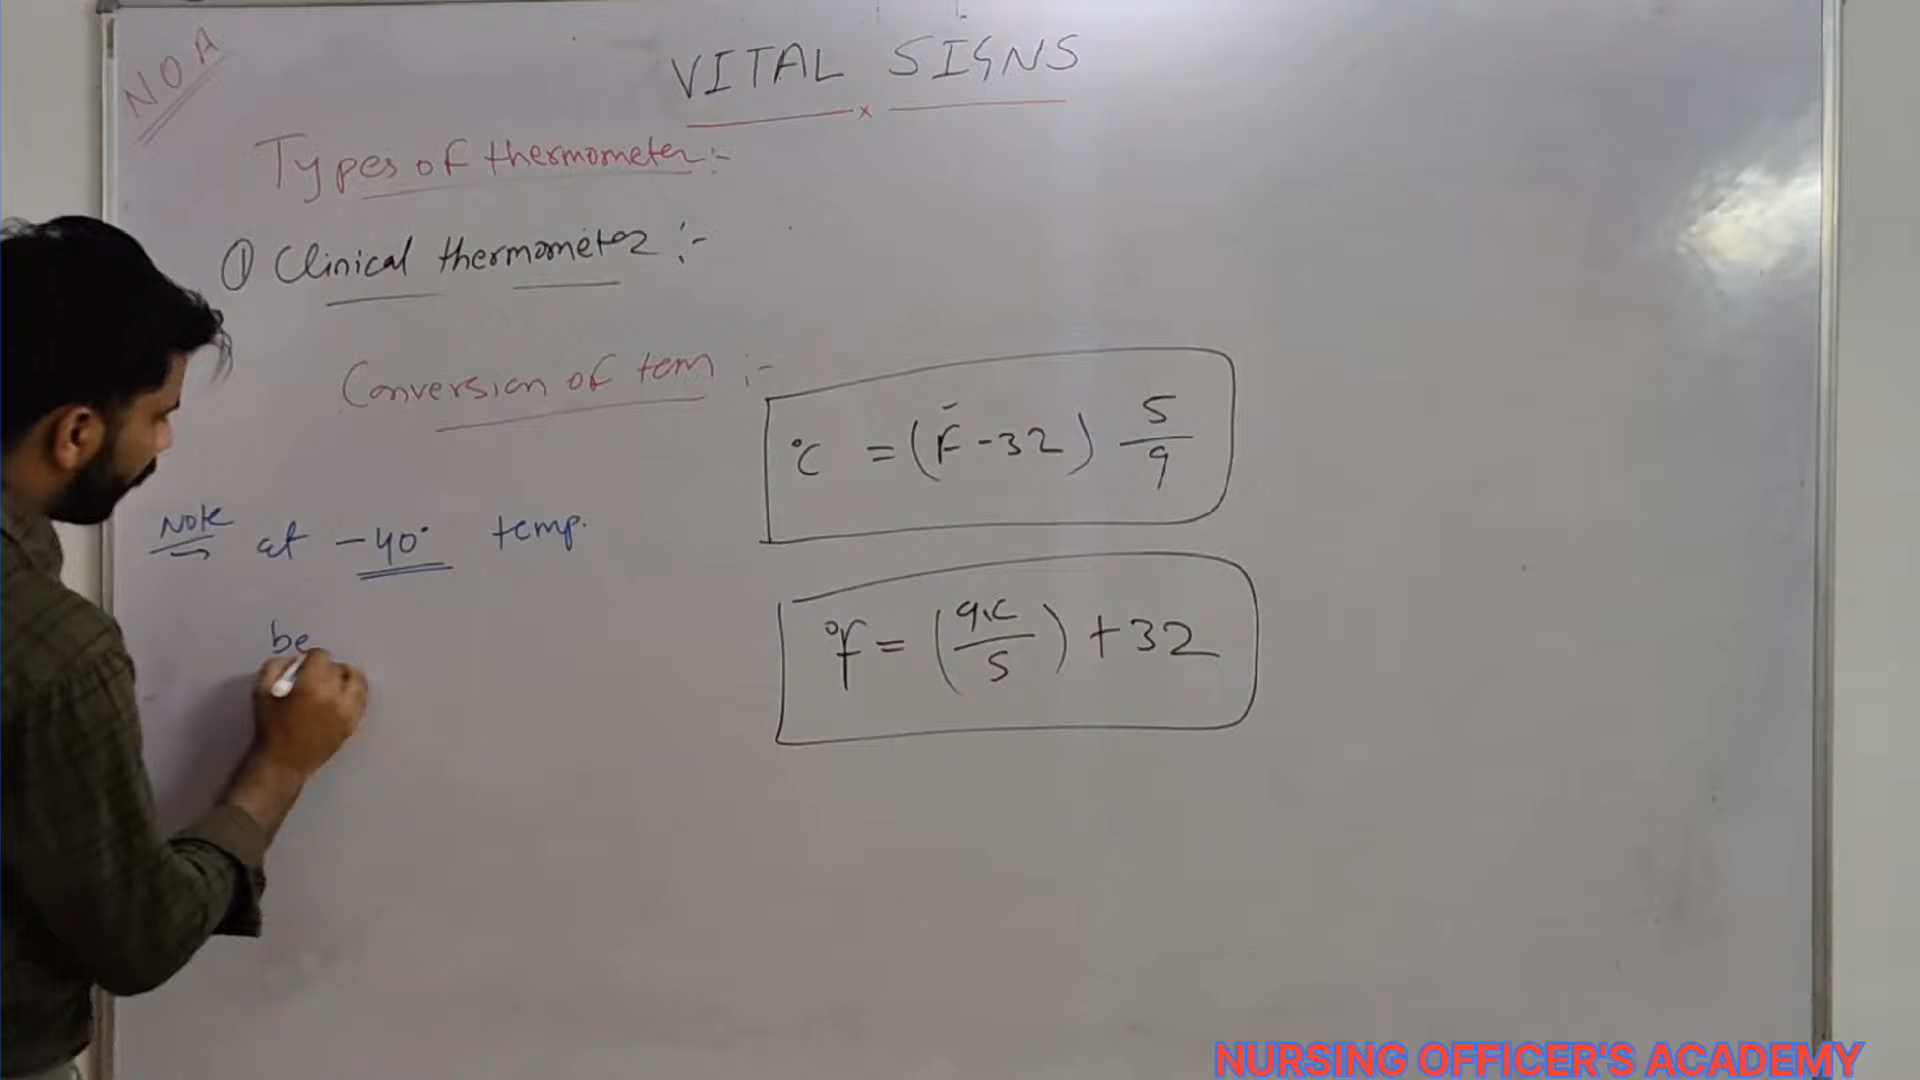 NOA
VITAL SIGNS
x
Types of thermometer :-
① Clinical thermometer :-
Conversion of tem :-
°C = (F - 32) 5/9
Note at -40° temp.
be
°F = (9.C/5) + 32
NURSING OFFICER'S ACADEMY